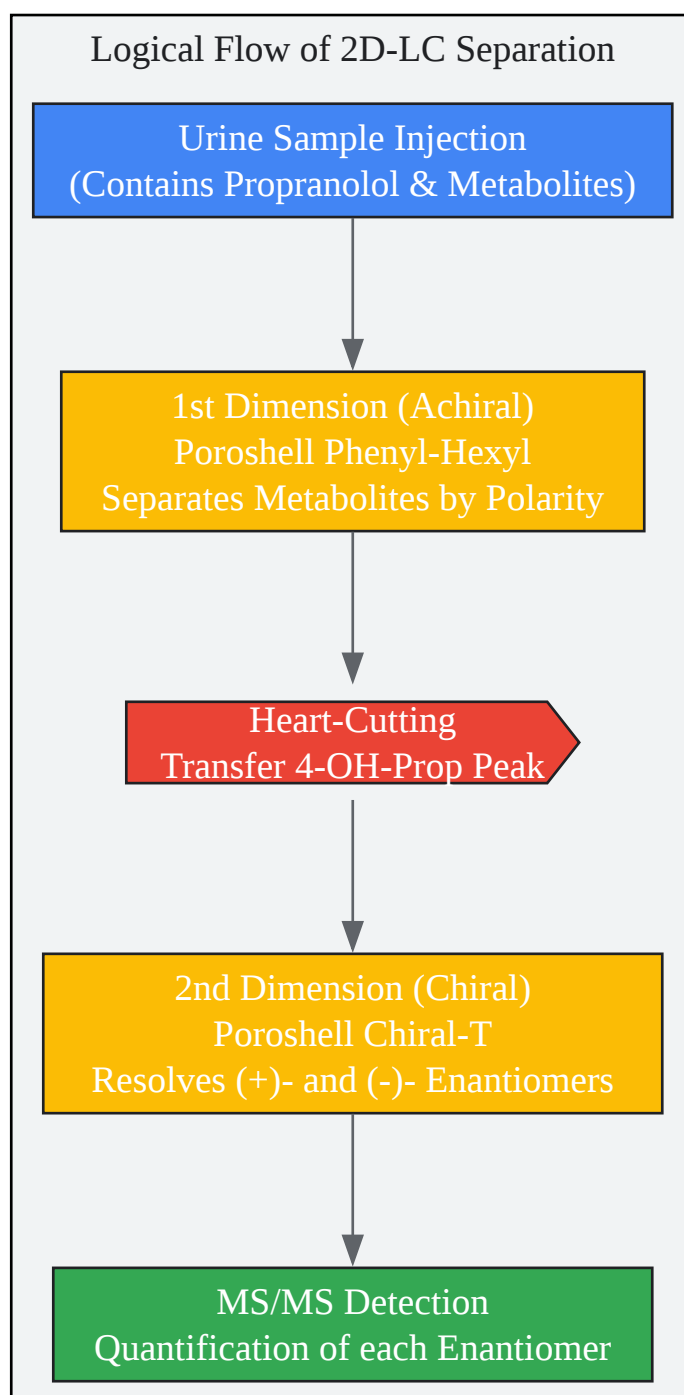 Logical Flow of 2D-LC Separation
Urine Sample Injection
(Contains Propranolol & Metabolites)
1st Dimension (Achiral)
Poroshell Phenyl-Hexyl
Separates Metabolites by Polarity
Heart-Cutting
Transfer 4-OH-Prop Peak
2nd Dimension (Chiral)
Poroshell Chiral-T
Resolves (+)- and (-)- Enantiomers
MS/MS Detection
Quantification of each Enantiomer